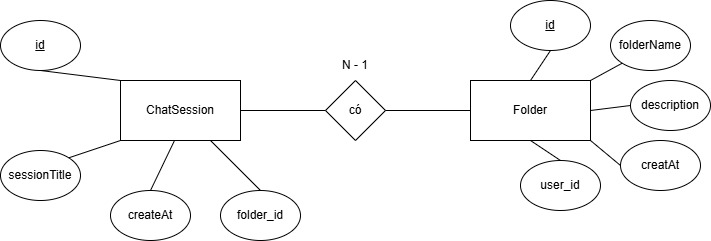 id
folderName
id
N - 1
ChatSession
có
Folder
description
sessionTitle
creatAt
user_id
createAt
folder_id